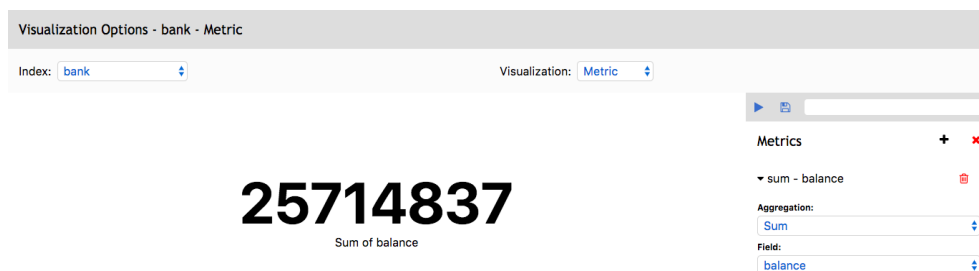 Visualization Options - bank - Metric
Index: bank
Visualization: Metric
Metrics
sum - balance
Aggregation:
Sum
Field:
balance
25714837
Sum of balance